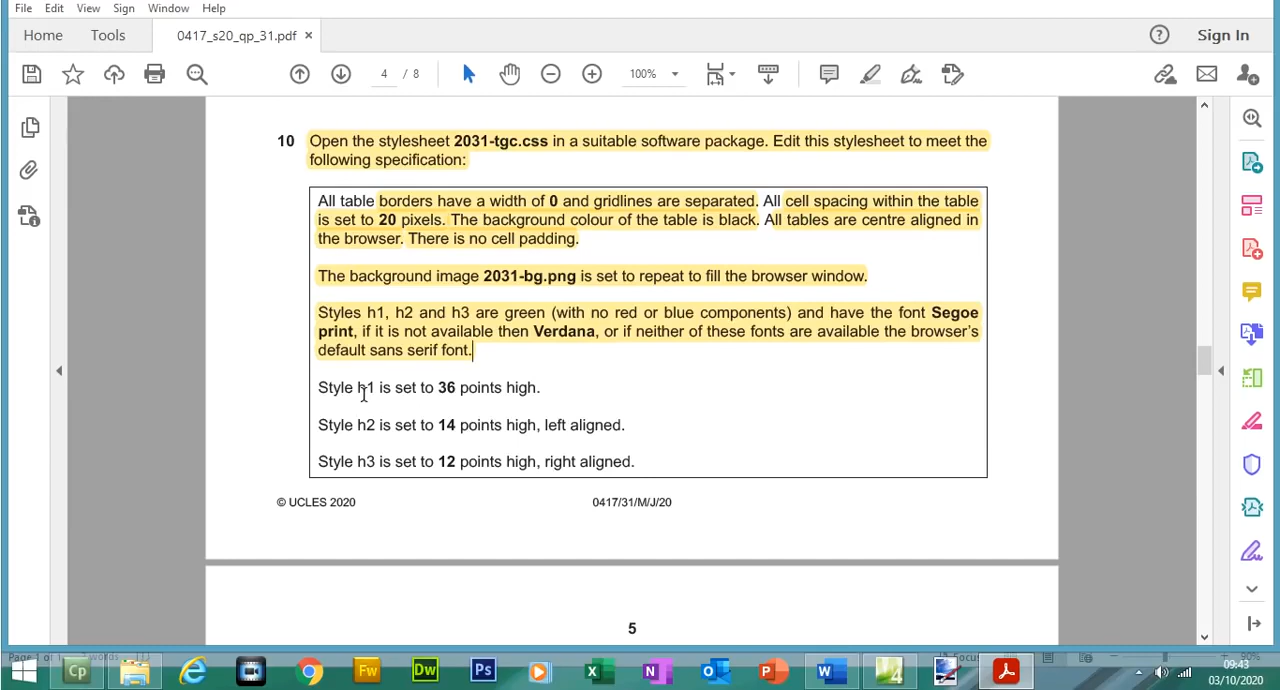 File Edit View Sign Window Help
Home Tools 0417_s20_qp_31.pdf × Sign In
4 / 8 100%
10 Open the stylesheet 2031-tgc.css in a suitable software package. Edit this stylesheet to meet the
following specification:
All table borders have a width of 0 and gridlines are separated. All cell spacing within the table
is set to 20 pixels. The background colour of the table is black. All tables are centre aligned in
the browser. There is no cell padding.
The background image 2031-bg.png is set to repeat to fill the browser window.
Styles h1, h2 and h3 are green (with no red or blue components) and have the font Segoe
print, if it is not available then Verdana, or if neither of these fonts are available the browser's
default sans serif font.
Style h1 is set to 36 points high.
Style h2 is set to 14 points high, left aligned.
Style h3 is set to 12 points high, right aligned.
© UCLES 2020 0417/31/M/J/20
5
Cp Fw Dw Ps X N O P W 4
09:43
03/10/2020